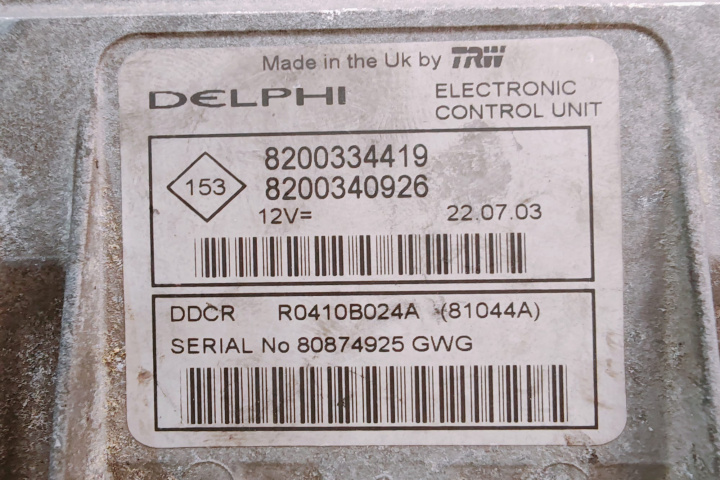 Made in the Uk by TRW
DELPHI
ELECTRONIC
CONTROL UNIT
153
8200334419
8200340926
12V=
22.07.03
DDCR R0410B024A (81044A)
SERIAL No 80874925 GWG